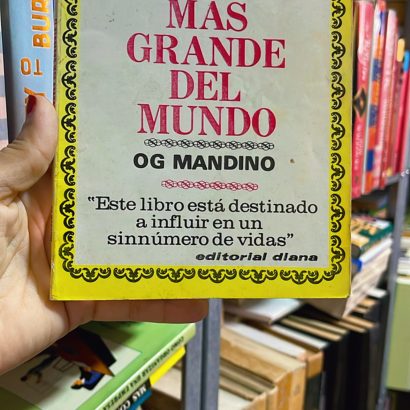 MAS
GRANDE
DEL
MUNDO
OG MANDINO
"Este libro está destinado
a influir en un
sinnúmero de vidas"
editorial diana